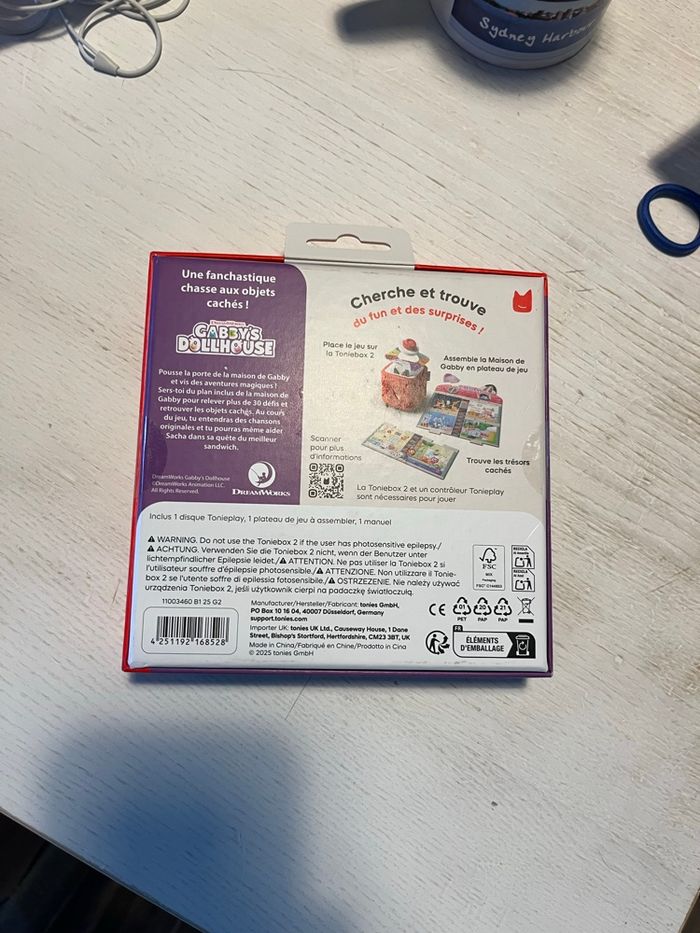 Sydney Harbour
Une fanchastique
chasse aux objets
cachés !
DreamWorks
GABBY'S
DOLLHOUSE
Pousse la porte de la maison de Gabby
et vis des aventures magiques !
Sers-toi du plan inclus de la maison de
Gabby pour relever plus de 30 défis et
retrouver les objets cachés. Au cours
du jeu, tu entendras des chansons
originales et tu pourras même aider
Sacha dans sa quête du meilleur
sandwich.
DreamWorks Gabby's Dollhouse
©DreamWorks Animation LLC.
All Rights Reserved.
DREAMWORKS
Cherche et trouve
du fun et des surprises !
Place le jeu sur
la Toniebox 2
Assemble la Maison de
Gabby en plateau de jeu
Scanner
pour plus
d'informations
Trouve les trésors
cachés
La Toniebox 2 et un contrôleur Tonieplay
sont nécessaires pour jouer
Inclus 1 disque Tonieplay, 1 plateau de jeu à assembler, 1 manuel
WARNING. Do not use the Toniebox 2 if the user has photosensitive epilepsy./
ACHTUNG. Verwenden Sie die Toniebox 2 nicht, wenn der Benutzer unter
lichtempfindlicher Epilepsie leidet./ ATTENTION. Ne pas utiliser la Toniebox 2 si
l'utilisateur souffre d'épilepsie photosensible./ ATTENZIONE. Non utilizzare il Tonie-
box 2 se l'utente soffre di epilessia fotosensibile./ OSTRZEŻENIE. Nie należy używać
urządzenia Toniebox 2, jeśli użytkownik cierpi na padaczkę światłoczułą.
FSC
MIX
Packaging
FSC® C144853
11003460 B1 25 G2
4 251192 168528
Manufacturer/Hersteller/Fabricant: tonies GmbH,
PO Box 10 16 04, 40007 Düsseldorf, Germany
support.tonies.com
Importer UK: tonies UK Ltd., Causeway House, 1 Dane
Street, Bishop's Stortford, Hertfordshire, CM23 3BT, UK
Made in China/Fabriqué en Chine/Prodotto in Cina
© 2025 tonies GmbH
CE
01 20 21
PET PAP PAP
FR
ÉLÉMENTS
D'EMBALLAGE